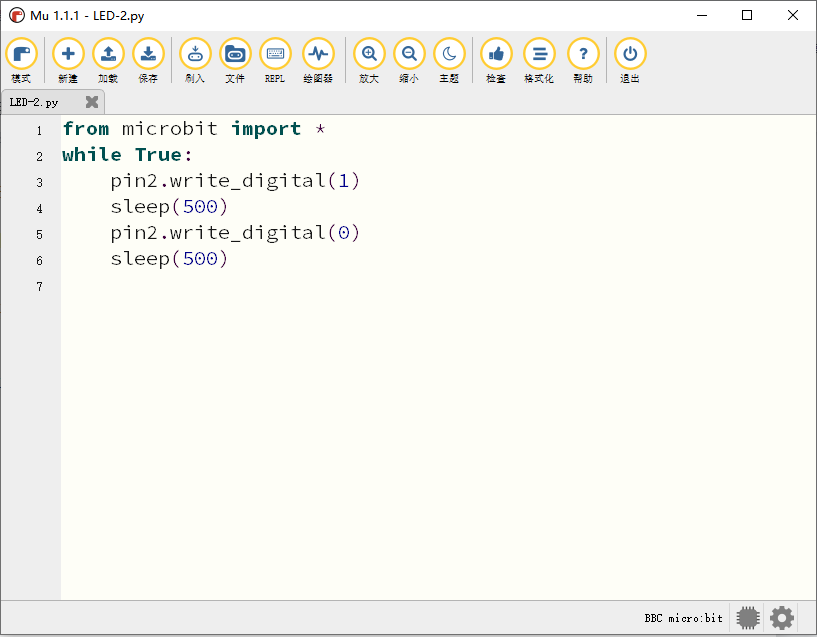 Mu 1.1.1 - LED-2.py
模式 新建 加载 保存 刷入 文件 REPL 绘图器 放大 缩小 主题 检查 格式化 帮助 退出
LED-2.py
1 from microbit import *
2 while True:
3     pin2.write_digital(1)
4     sleep(500)
5     pin2.write_digital(0)
6     sleep(500)
7
BBC micro:bit